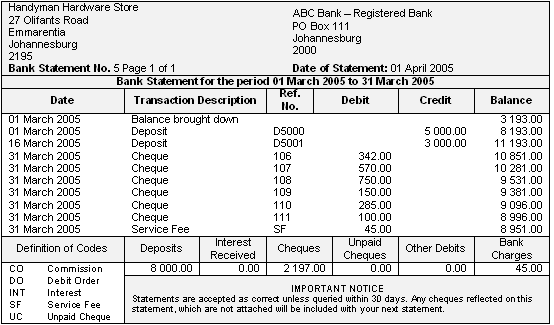 Handyman Hardware Store
27 Olifants Road
Emmarentia
Johannesburg
2195
ABC Bank – Registered Bank
PO Box 111
Johannesburg
2000
Bank Statement No. 5 Page 1 of 1 Date of Statement: 01 April 2005
Bank Statement for the period 01 March 2005 to 31 March 2005
Date Transaction Description Ref. No. Debit Credit Balance
01 March 2005 Balance brought down 3 193.00
01 March 2005 Deposit D5000 5 000.00 8 193.00
16 March 2005 Deposit D5001 3 000.00 11 193.00
31 March 2005 Cheque 106 342.00 10 851.00
31 March 2005 Cheque 107 570.00 10 281.00
31 March 2005 Cheque 108 750.00 9 531.00
31 March 2005 Cheque 109 150.00 9 381.00
31 March 2005 Cheque 110 285.00 9 096.00
31 March 2005 Cheque 111 100.00 8 996.00
31 March 2005 Service Fee SF 45.00 8 951.00
Definition of Codes Deposits Interest Received Cheques Unpaid Cheques Other Debits Bank Charges
CO Commission 8 000.00 0.00 2 197.00 0.00 0.00 45.00
DO Debit Order
INT Interest
SF Service Fee
UC Unpaid Cheque
IMPORTANT NOTICE
Statements are accepted as correct unless queried within 30 days. Any cheques reflected on this
statement, which are not attached will be included with your next statement.